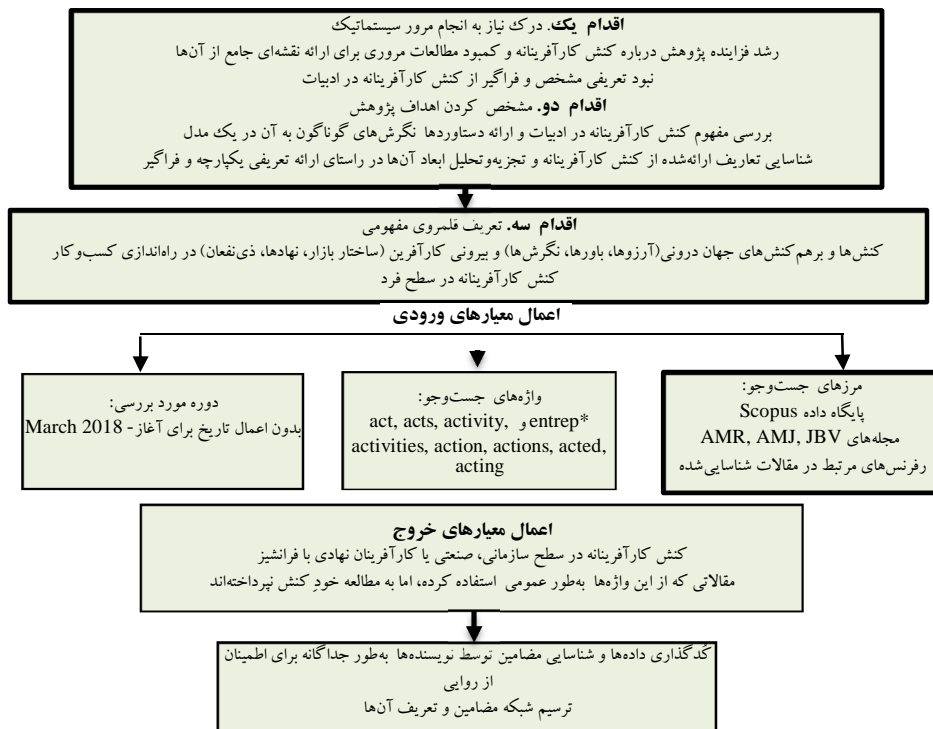 اقدام یک. درک نیاز به انجام مرور سیستماتیک
رشد فزاینده پژوهش درباره کنش کارآفرینانه و کمبود مطالعات مروری برای ارائه نقشه‌ای جامع از آن‌ها
نبود تعریفی مشخص و فراگیر از کنش کارآفرینانه در ادبیات
اقدام دو. مشخص کردن اهداف پژوهش
بررسی مفهوم کنش کارآفرینانه در ادبیات و ارائه دستاوردها نگرش‌های گوناگون به آن در یک مدل
شناسایی تعاریف ارائه‌شده از کنش کارآفرینانه و تجزیه‌وتحلیل ابعاد آن‌ها در راستای ارائه تعریفی یکپارچه و فراگیر
اقدام سه. تعریف قلمروی مفهومی
کنش‌ها و برهم‌کنش‌های جهان درونی(آرزوها، باورها، نگرش‌ها) و بیرونی کارآفرین (ساختار بازار، نهادها، ذی‌نفعان) در راه‌اندازی کسب‌وکار
کنش کارآفرینانه در سطح فرد
اعمال معیارهای ورودی
مرزهای جست‌وجو:
پایگاه داده Scopus
مجله‌های AMR, AMJ, JBV
رفرنس‌های مرتبط در مقالات شناسایی‌شده
واژه‌های جست‌وجو:
entrep* و act, acts, activity,
activities, action, actions, acted,
acting
دوره مورد بررسی:
بدون اعمال تاریخ برای آغاز - March 2018
اعمال معیارهای خروج
کنش کارآفرینانه در سطح سازمانی، صنعتی یا کارآفرینان نهادی با فرانشیز
مقالاتی که از این واژه‌ها به‌طور عمومی استفاده کرده، اما به مطالعه خودِ کنش نپرداخته‌اند
کُدگذاری داده‌ها و شناسایی مضامین توسط نویسنده‌ها به‌طور جداگانه برای اطمینان
از روایی
ترسیم شبکه مضامین و تعریف آن‌ها